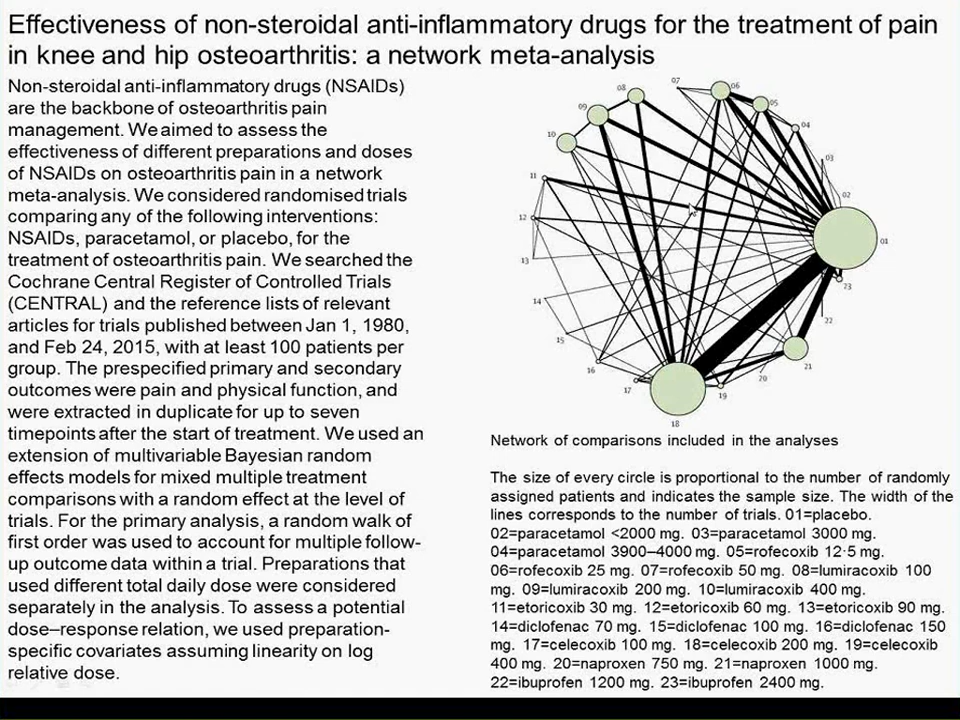 Effectiveness of non-steroidal anti-inflammatory drugs for the treatment of pain
in knee and hip osteoarthritis: a network meta-analysis
Non-steroidal anti-inflammatory drugs (NSAIDs)
are the backbone of osteoarthritis pain
management. We aimed to assess the
effectiveness of different preparations and doses
of NSAIDs on osteoarthritis pain in a network
meta-analysis. We considered randomised trials
comparing any of the following interventions:
NSAIDs, paracetamol, or placebo, for the
treatment of osteoarthritis pain. We searched the
Cochrane Central Register of Controlled Trials
(CENTRAL) and the reference lists of relevant
articles for trials published between Jan 1, 1980,
and Feb 24, 2015, with at least 100 patients per
group. The prespecified primary and secondary
outcomes were pain and physical function, and
were extracted in duplicate for up to seven
timepoints after the start of treatment. We used an
extension of multivariable Bayesian random
effects models for mixed multiple treatment
comparisons with a random effect at the level of
trials. For the primary analysis, a random walk of
first order was used to account for multiple follow-
up outcome data within a trial. Preparations that
used different total daily dose were considered
separately in the analysis. To assess a potential
dose–response relation, we used preparation-
specific covariates assuming linearity on log
relative dose.
07
06
08
05
09
04
10
03
11
02
12
01
13
23
14
22
15
21
16
20
17
19
18
Network of comparisons included in the analyses
The size of every circle is proportional to the number of randomly
assigned patients and indicates the sample size. The width of the
lines corresponds to the number of trials. 01=placebo.
02=paracetamol <2000 mg. 03=paracetamol 3000 mg.
04=paracetamol 3900–4000 mg. 05=rofecoxib 12·5 mg.
06=rofecoxib 25 mg. 07=rofecoxib 50 mg. 08=lumiracoxib 100
mg. 09=lumiracoxib 200 mg. 10=lumiracoxib 400 mg.
11=etoricoxib 30 mg. 12=etoricoxib 60 mg. 13=etoricoxib 90 mg.
14=diclofenac 70 mg. 15=diclofenac 100 mg. 16=diclofenac 150
mg. 17=celecoxib 100 mg. 18=celecoxib 200 mg. 19=celecoxib
400 mg. 20=naproxen 750 mg. 21=naproxen 1000 mg.
22=ibuprofen 1200 mg. 23=ibuprofen 2400 mg.